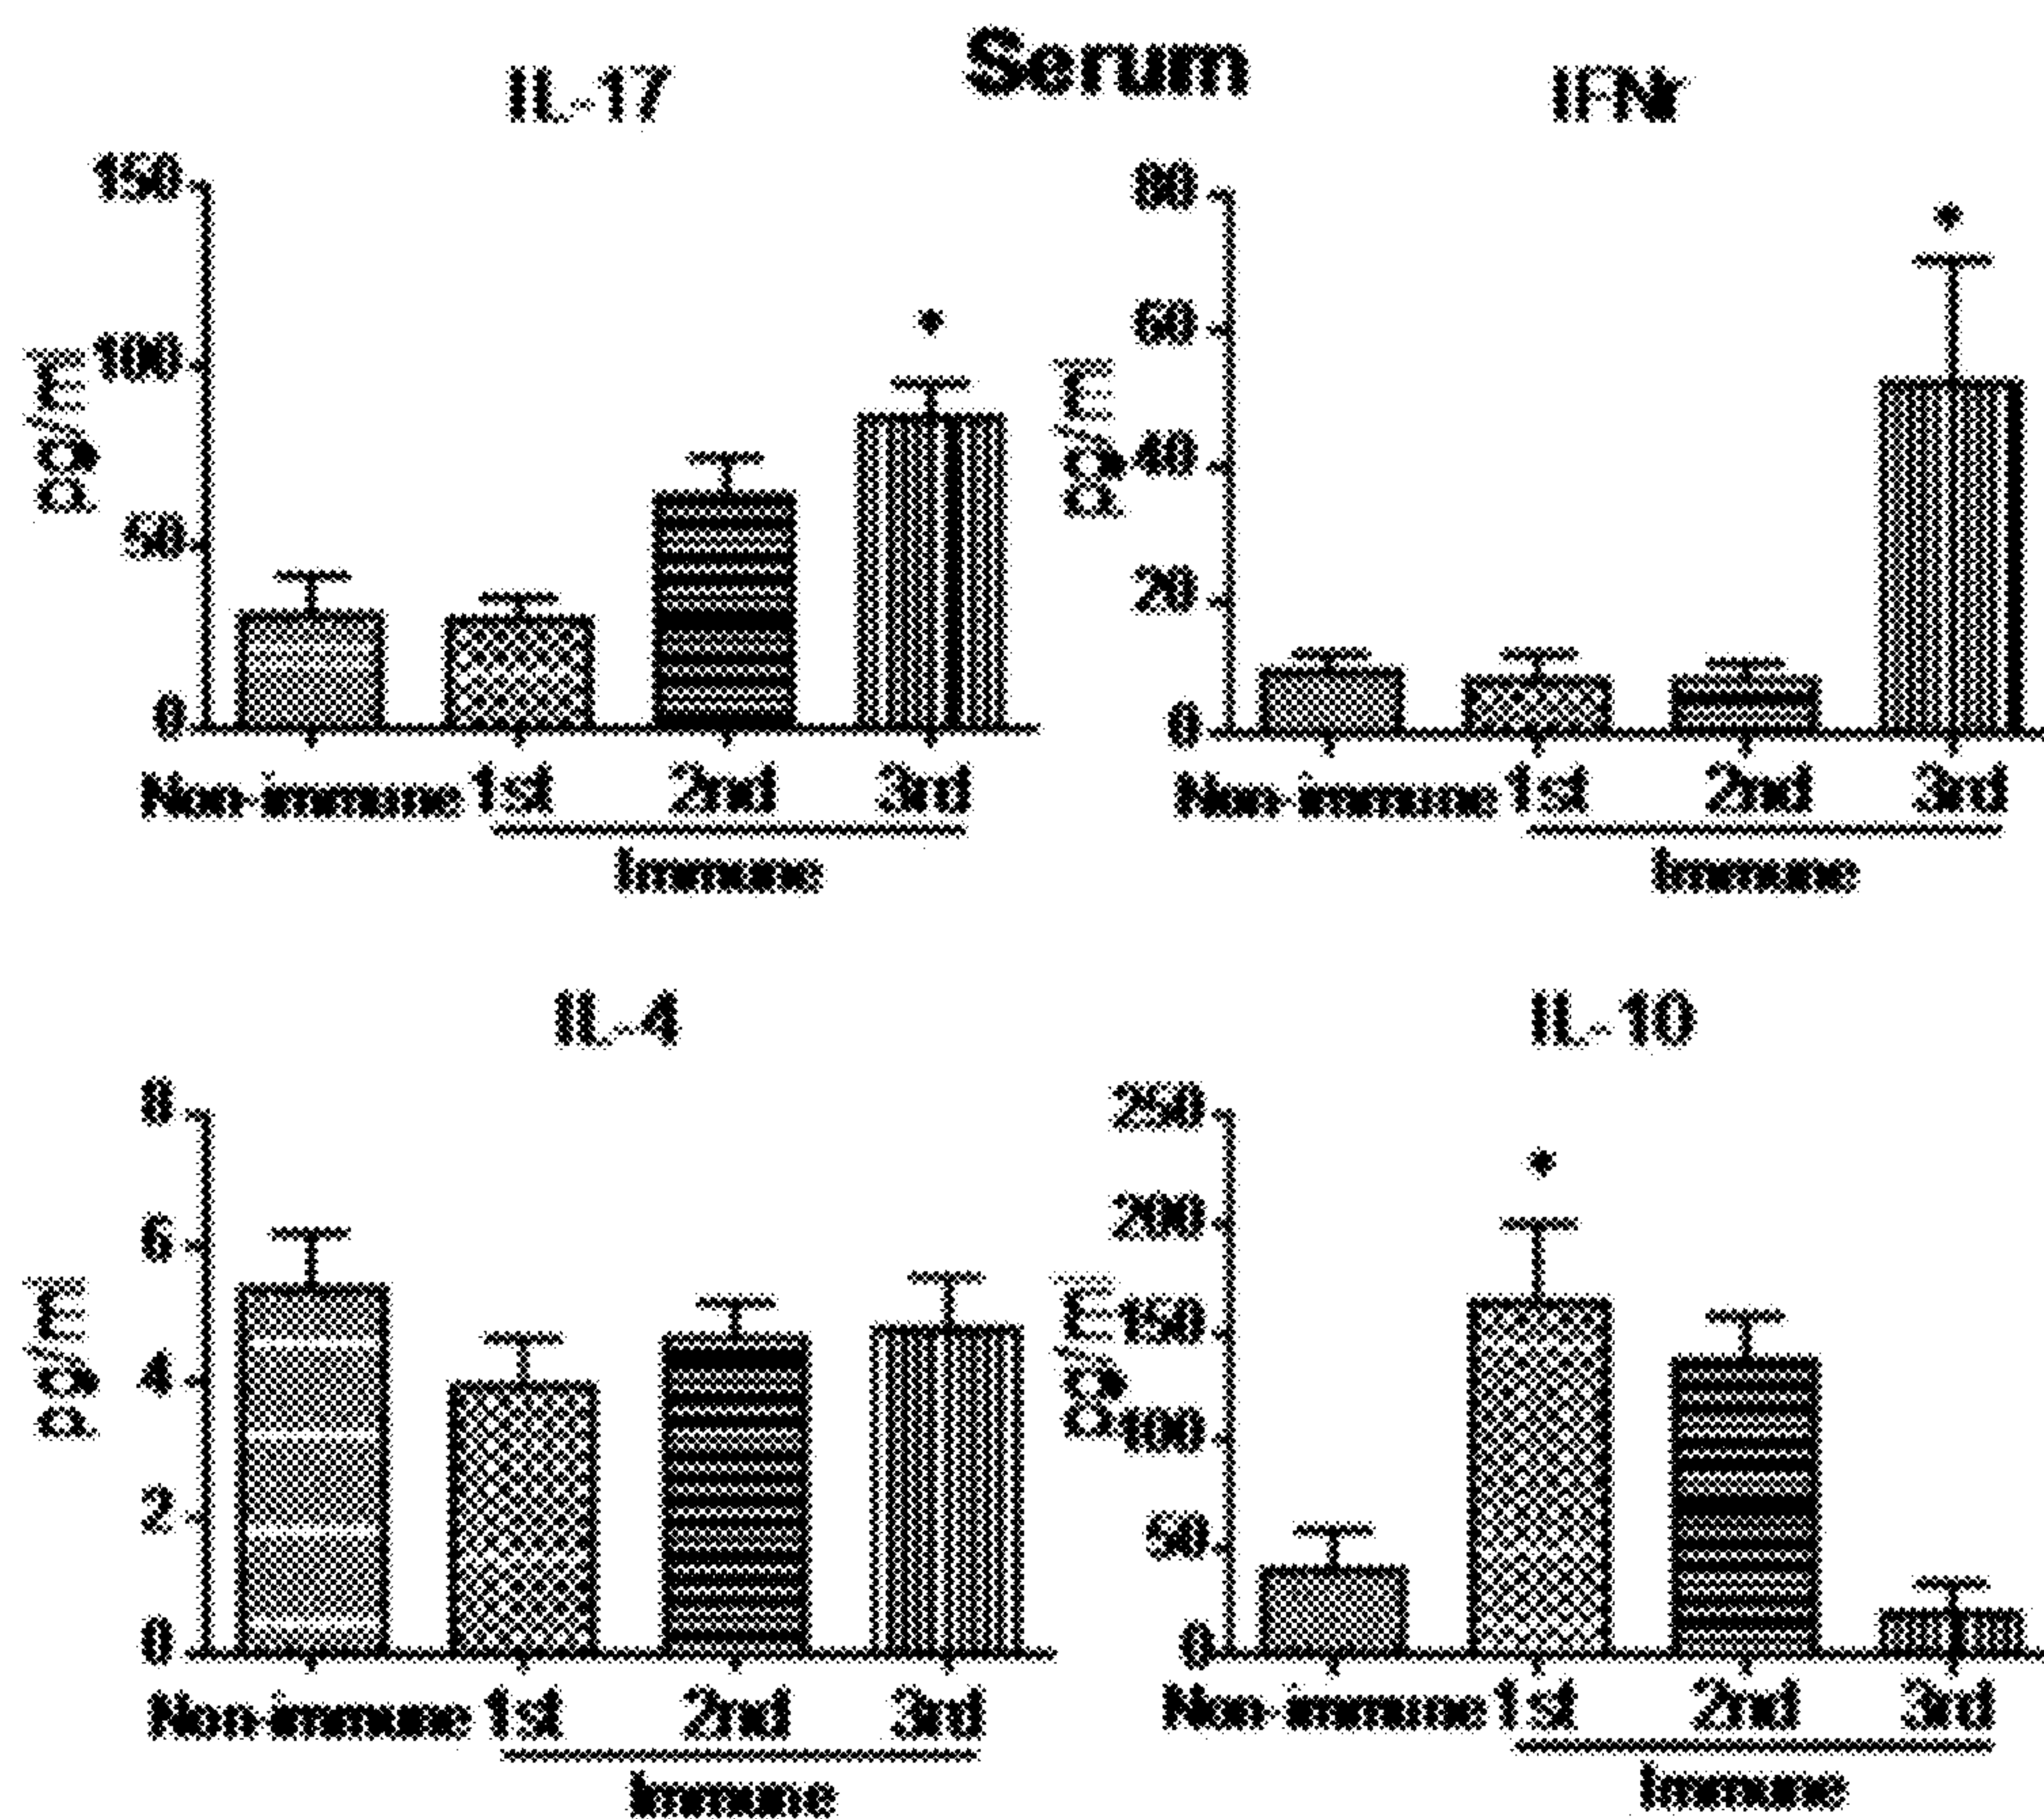 Serum
IL-17
150
100
50
0
pg/ml
Non-immune 1st 2nd 3rd
Immune
IFNr
80
60
40
20
0
pg/ml
Non-immune 1st 2nd 3rd
Immune
IL-4
8
6
4
2
0
pg/ml
Non-immune 1st 2nd 3rd
Immune
IL-10
250
200
150
100
50
0
pg/ml
Non-immune 1st 2nd 3rd
Immune